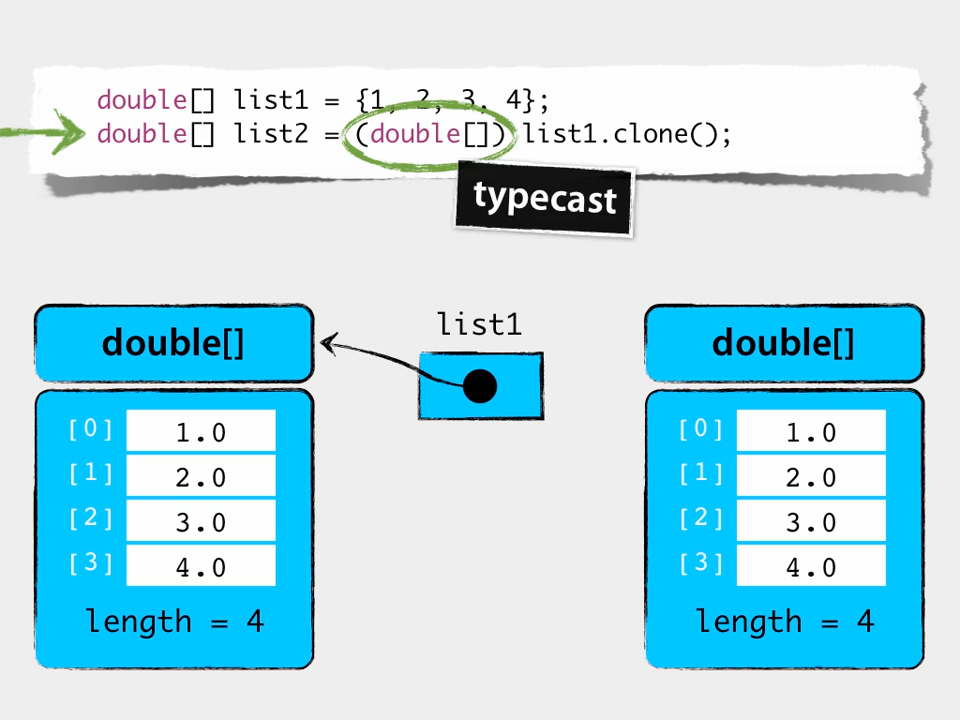 double[] list1 = {1, 2, 3, 4};
double[] list2 = (double[]) list1.clone();
typecast
list1
double[]
[0] 1.0
[1] 2.0
[2] 3.0
[3] 4.0
length = 4
double[]
[0] 1.0
[1] 2.0
[2] 3.0
[3] 4.0
length = 4